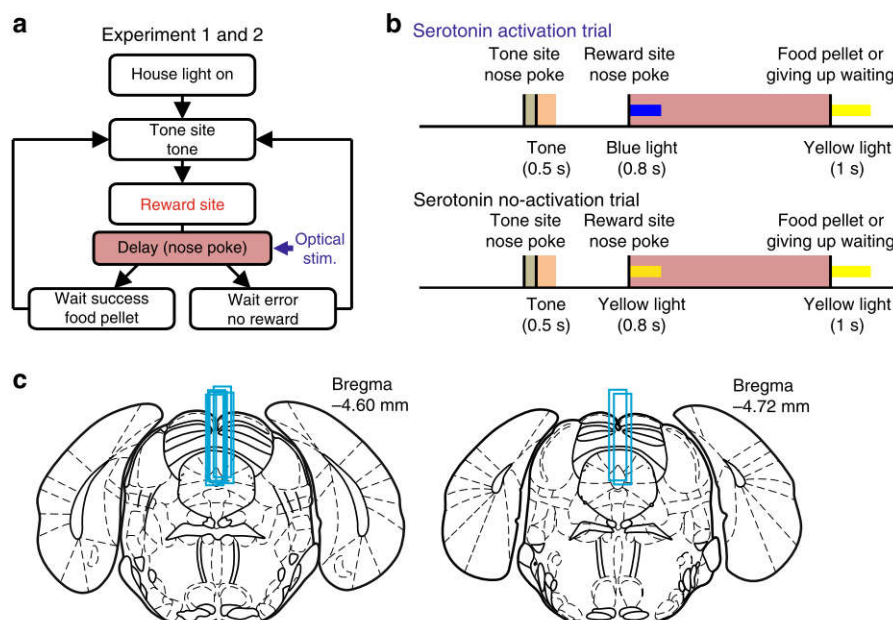 a
Experiment 1 and 2
House light on
Tone site
tone
Reward site
Delay (nose poke)
Optical
stim.
Wait success
food pellet
Wait error
no reward
b
Serotonin activation trial
Tone site
nose poke
Reward site
nose poke
Food pellet or
giving up waiting
Tone
(0.5 s)
Blue light
(0.8 s)
Yellow light
(1 s)
Serotonin no-activation trial
Tone site
nose poke
Reward site
nose poke
Food pellet or
giving up waiting
Tone
(0.5 s)
Yellow light
(0.8 s)
Yellow light
(1 s)
c
Bregma
–4.60 mm
Bregma
–4.72 mm